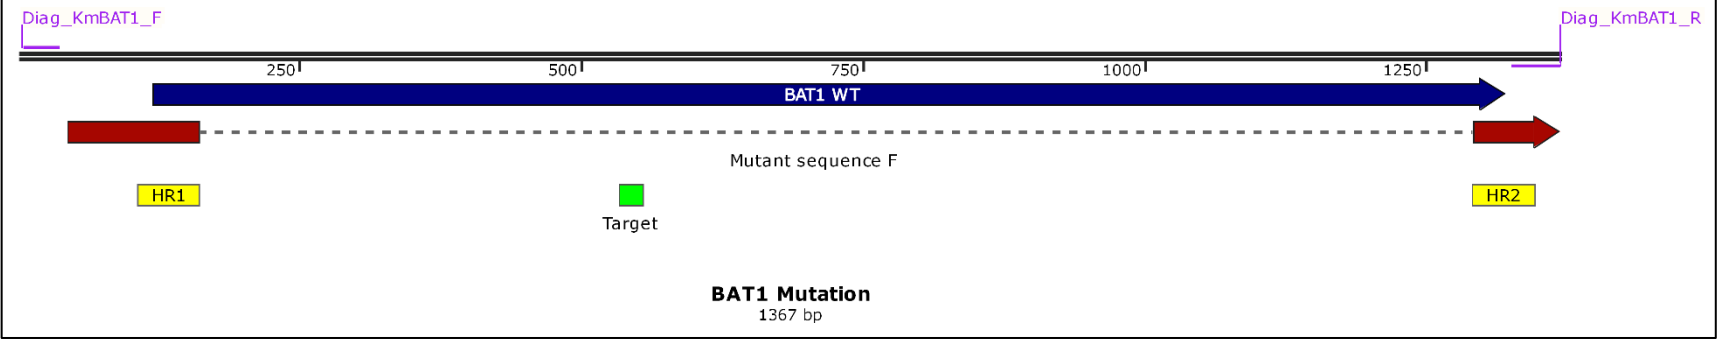 Diag_KmBAT1_F Diag_KmBAT1_R
250 500 750 1000 1250
BAT1 WT
Mutant sequence F
HR1 HR2
Target
BAT1 Mutation
1367 bp